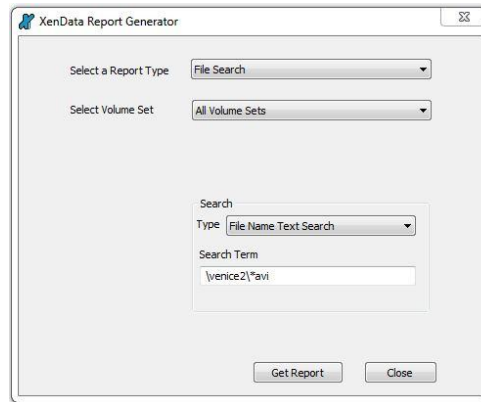 XenData Report Generator
Select a Report Type File Search
Select Volume Set All Volume Sets
Search
Type File Name Text Search
Search Term
\venice2\*avi
Get Report Close